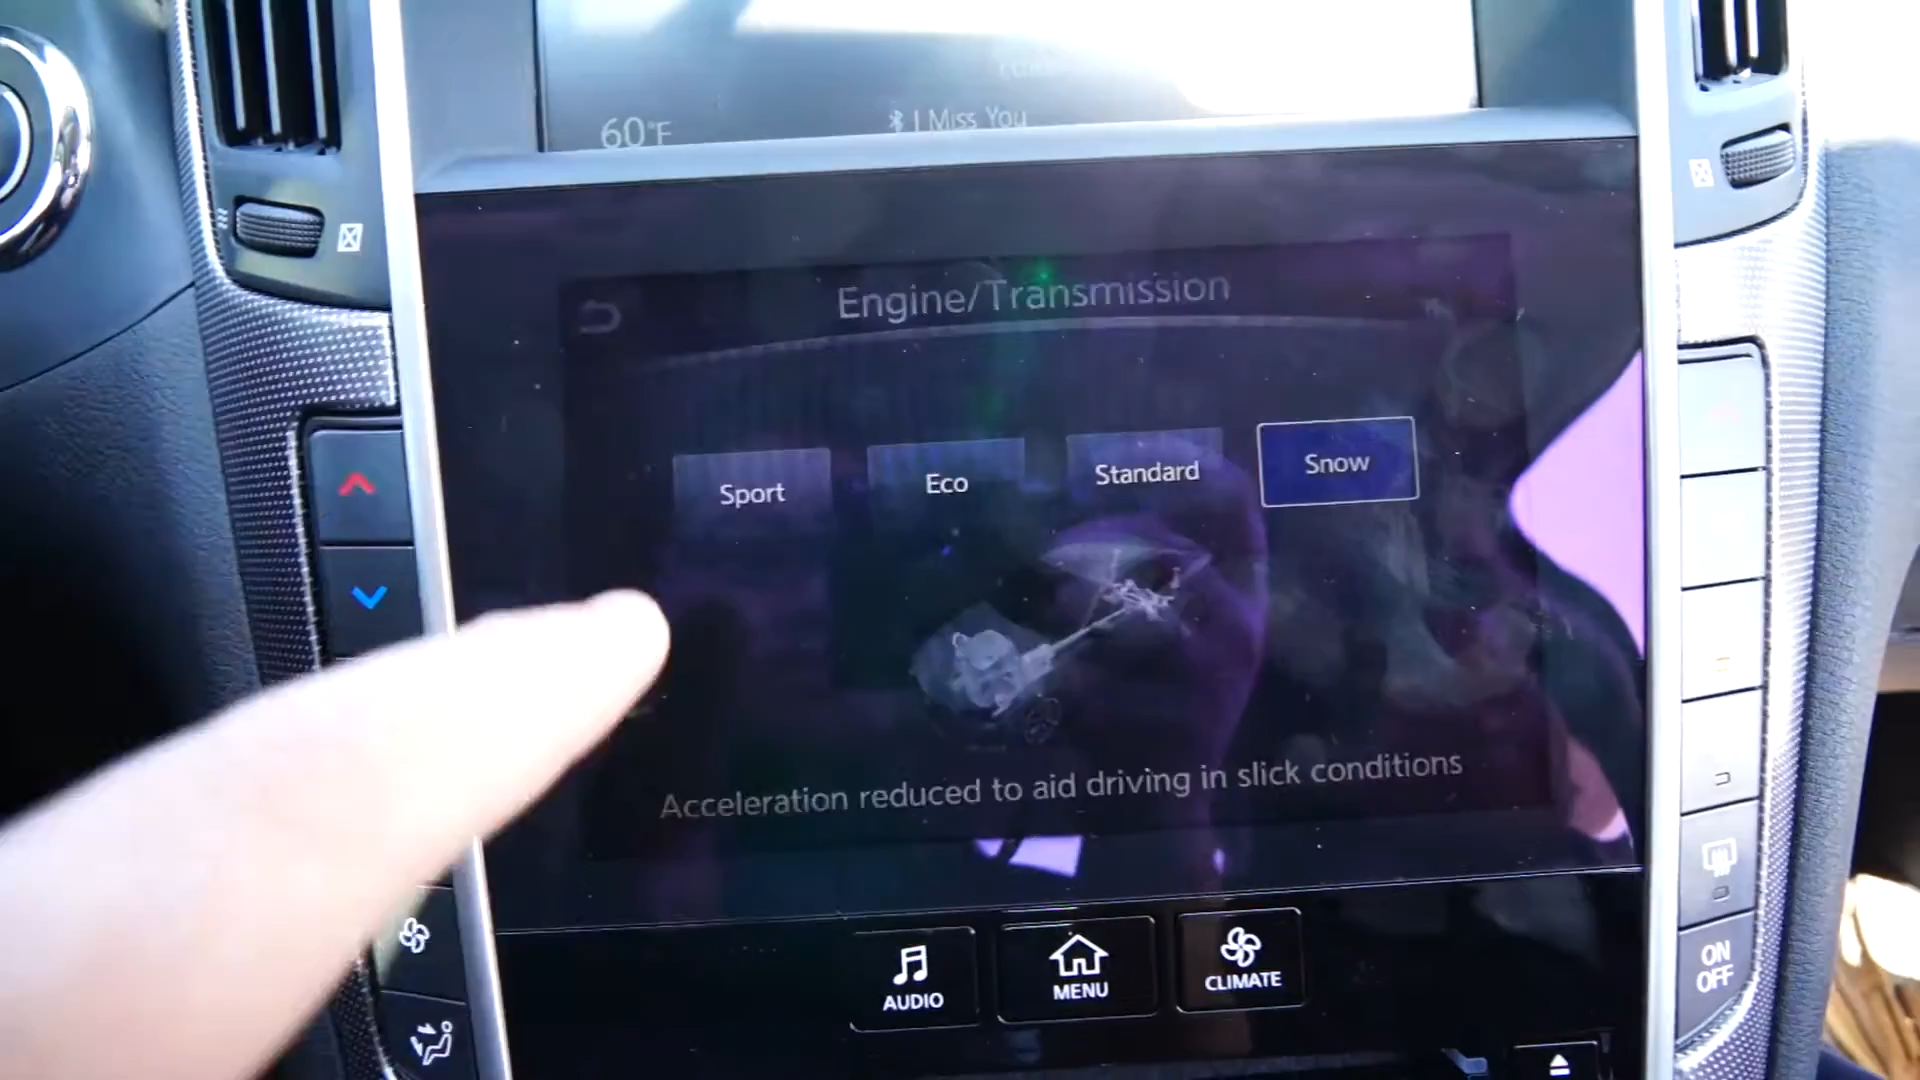 60°F
I Miss You
Engine/Transmission
Sport
Eco
Standard
Snow
Acceleration reduced to aid driving in slick conditions
AUDIO
MENU
CLIMATE
ON
OFF